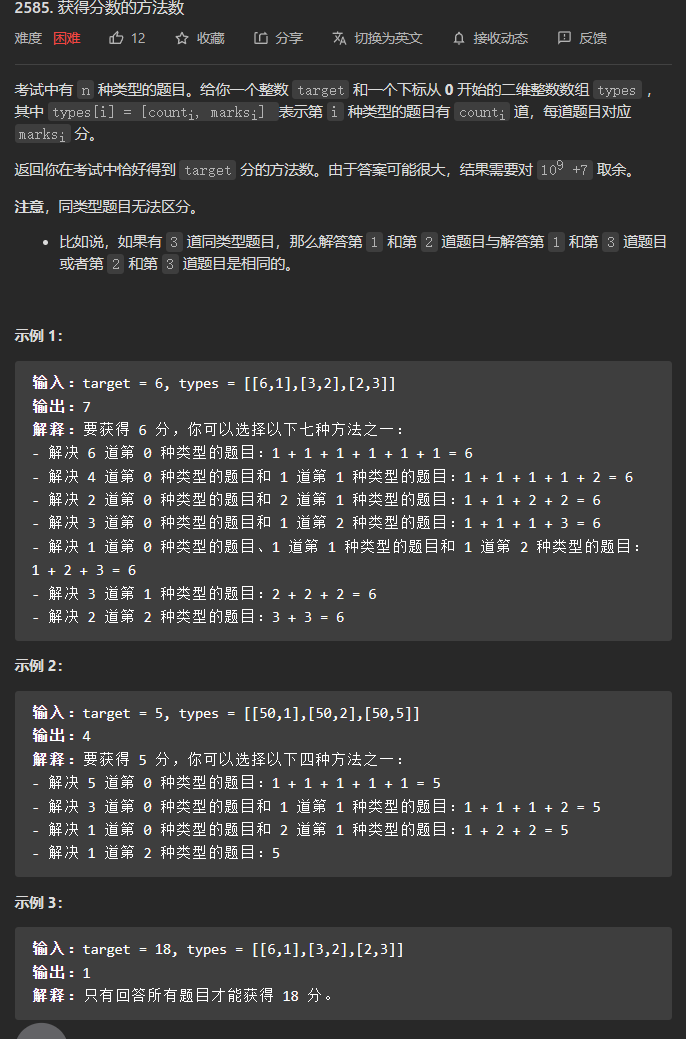 2585. 获得分数的方法数
难度 困难 12 收藏 分享 切换为英文 接收动态 反馈
考试中有 n 种类型的题目。给你一个整数 target 和一个下标从 0 开始的二维整数数组 types ，
其中 types[i] = [countᵢ, marksᵢ] 表示第 i 种类型的题目有 countᵢ 道，每道题目对应
marksᵢ 分。
返回你在考试中恰好得到 target 分的方法数。由于答案可能很大，结果需要对 10⁹ +7 取余。
注意，同类型题目无法区分。
• 比如说，如果有 3 道同类型题目，那么解答第 1 和第 2 道题目与解答第 1 和第 3 道题目
或者第 2 和第 3 道题目是相同的。
示例 1：
输入：target = 6, types = [[6,1],[3,2],[2,3]]
输出：7
解释：要获得 6 分，你可以选择以下七种方法之一：
- 解决 6 道第 0 种类型的题目：1 + 1 + 1 + 1 + 1 + 1 = 6
- 解决 4 道第 0 种类型的题目和 1 道第 1 种类型的题目：1 + 1 + 1 + 1 + 2 = 6
- 解决 2 道第 0 种类型的题目和 2 道第 1 种类型的题目：1 + 1 + 2 + 2 = 6
- 解决 3 道第 0 种类型的题目和 1 道第 2 种类型的题目：1 + 1 + 1 + 3 = 6
- 解决 1 道第 0 种类型的题目、1 道第 1 种类型的题目和 1 道第 2 种类型的题目：
1 + 2 + 3 = 6
- 解决 3 道第 1 种类型的题目：2 + 2 + 2 = 6
- 解决 2 道第 2 种类型的题目：3 + 3 = 6
示例 2：
输入：target = 5, types = [[50,1],[50,2],[50,5]]
输出：4
解释：要获得 5 分，你可以选择以下四种方法之一：
- 解决 5 道第 0 种类型的题目：1 + 1 + 1 + 1 + 1 = 5
- 解决 3 道第 0 种类型的题目和 1 道第 1 种类型的题目：1 + 1 + 1 + 2 = 5
- 解决 1 道第 0 种类型的题目和 2 道第 1 种类型的题目：1 + 2 + 2 = 5
- 解决 1 道第 2 种类型的题目：5
示例 3：
输入：target = 18, types = [[6,1],[3,2],[2,3]]
输出：1
解释：只有回答所有题目才能获得 18 分。